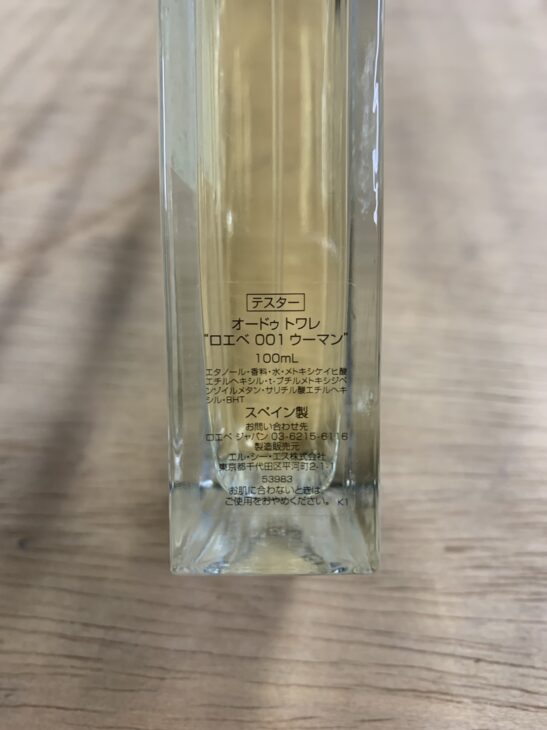 テスター
オードゥ トワレ
"ロエベ 001 ウーマン"
100mL
エタノール・香料・水・メトキシケイヒ酸
エチルヘキシル・t-ブチルメトキシジベ
ンゾイルメタン・サリチル酸エチルヘキ
シル・BHT
スペイン製
お問い合わせ先
ロエベ ジャパン 03-6215-6116
製造販売元
エル・シー・エス株式会社
東京都千代田区平河町2-1-1
53983
お肌に合わないときは、
ご使用をおやめください。 K1